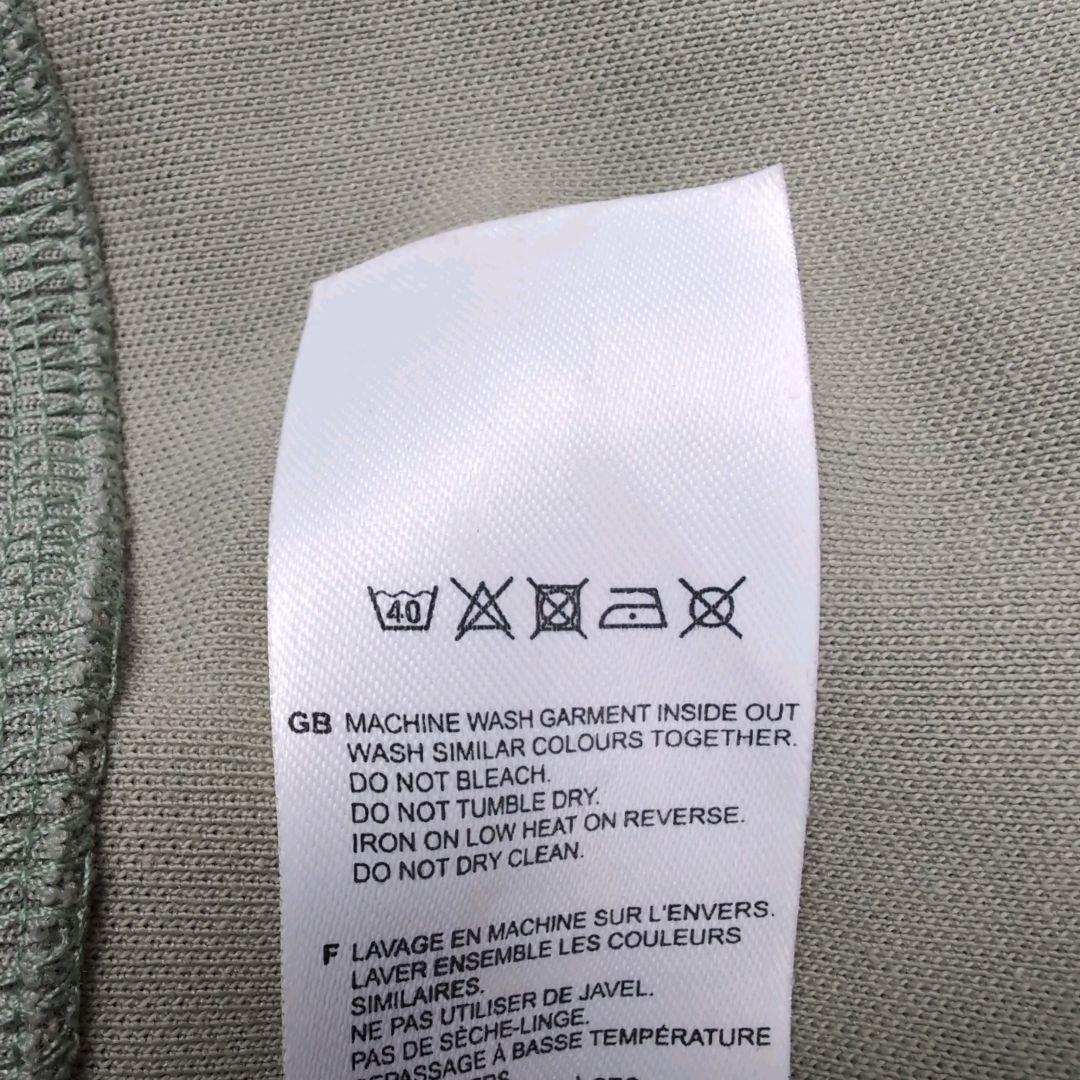 40
GB MACHINE WASH GARMENT INSIDE OUT
WASH SIMILAR COLOURS TOGETHER.
DO NOT BLEACH.
DO NOT TUMBLE DRY.
IRON ON LOW HEAT ON REVERSE.
DO NOT DRY CLEAN.
F LAVAGE EN MACHINE SUR L'ENVERS.
LAVER ENSEMBLE LES COULEURS
SIMILAIRES.
NE PAS UTILISER DE JAVEL.
PAS DE SÈCHE-LINGE.
REPASSAGE À BASSE TEMPÉRATURE